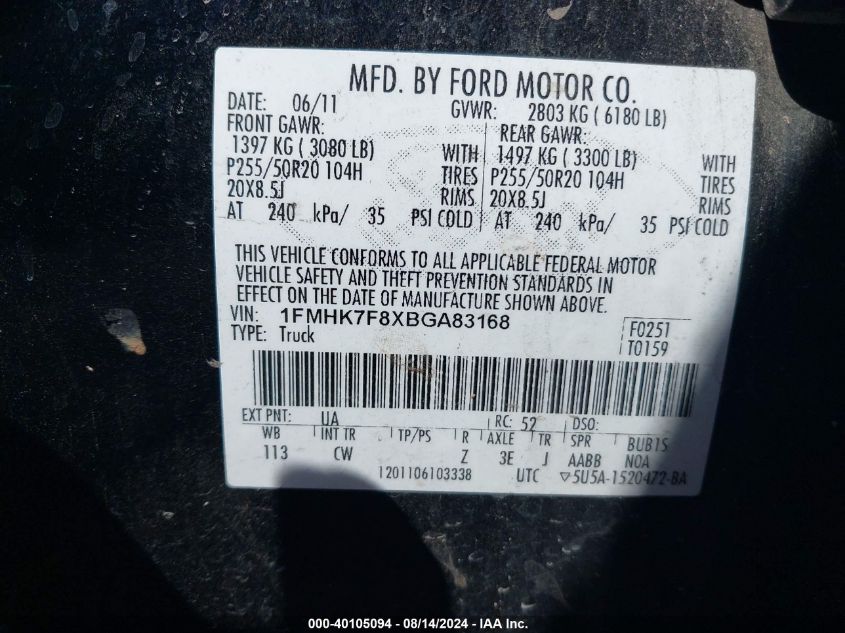 MFD. BY FORD MOTOR CO.
DATE: 06/11 GVWR: 2803 KG ( 6180 LB)
FRONT GAWR: REAR GAWR:
1397 KG ( 3080 LB) WITH 1497 KG ( 3300 LB) WITH
P255/50R20 104H TIRES P255/50R20 104H TIRES
20X8.5J RIMS 20X8.5J RIMS
AT 240 kPa/ 35 PSI COLD AT 240 kPa/ 35 PSI COLD
THIS VEHICLE CONFORMS TO ALL APPLICABLE FEDERAL MOTOR
VEHICLE SAFETY AND THEFT PREVENTION STANDARDS IN
EFFECT ON THE DATE OF MANUFACTURE SHOWN ABOVE.
VIN: 1FMHK7F8XBGA83168 F0251
TYPE: Truck T0159
EXT PNT: UA RC: 52 DSO:
WB INT TR TP/PS R AXLE TR SPR BUB1S
113 CW Z 3E J AABB N0A
1201106103338 UTC ▽5U5A-1520472-BA
000-40105094 - 08/14/2024 - IAA Inc.